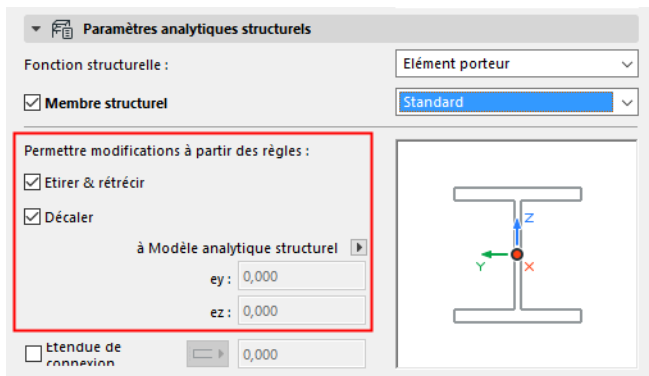 Paramètres analytiques structurels
Fonction structurelle :
Elément porteur
Membre structurel
Standard
Permettre modifications à partir des règles :
Etirer & rétrécir
Décaler
à Modèle analytique structurel
ey : 0,000
ez : 0,000
Etendue de
connexion
0,000
Z
Y
X